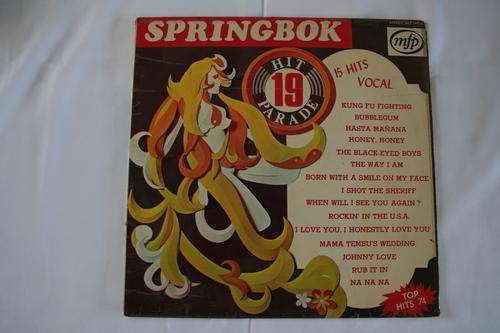 SPRINGBOK
mfp
HIT
19
PARADE
15 HITS
VOCAL
KUNG FU FIGHTING
BUBBLEGUM
HASTA MAÑANA
HONEY, HONEY
THE BLACK-EYED BOYS
THE WAY I AM
BORN WITH A SMILE ON MY FACE
I SHOT THE SHERIFF
WHEN WILL I SEE YOU AGAIN?
ROCKIN' IN THE U.S.A.
I LOVE YOU, I HONESTLY LOVE YOU
MAMA TEMBU'S WEDDING
JOHNNY LOVE
RUB IT IN
NA NA NA
TOP
HITS 74